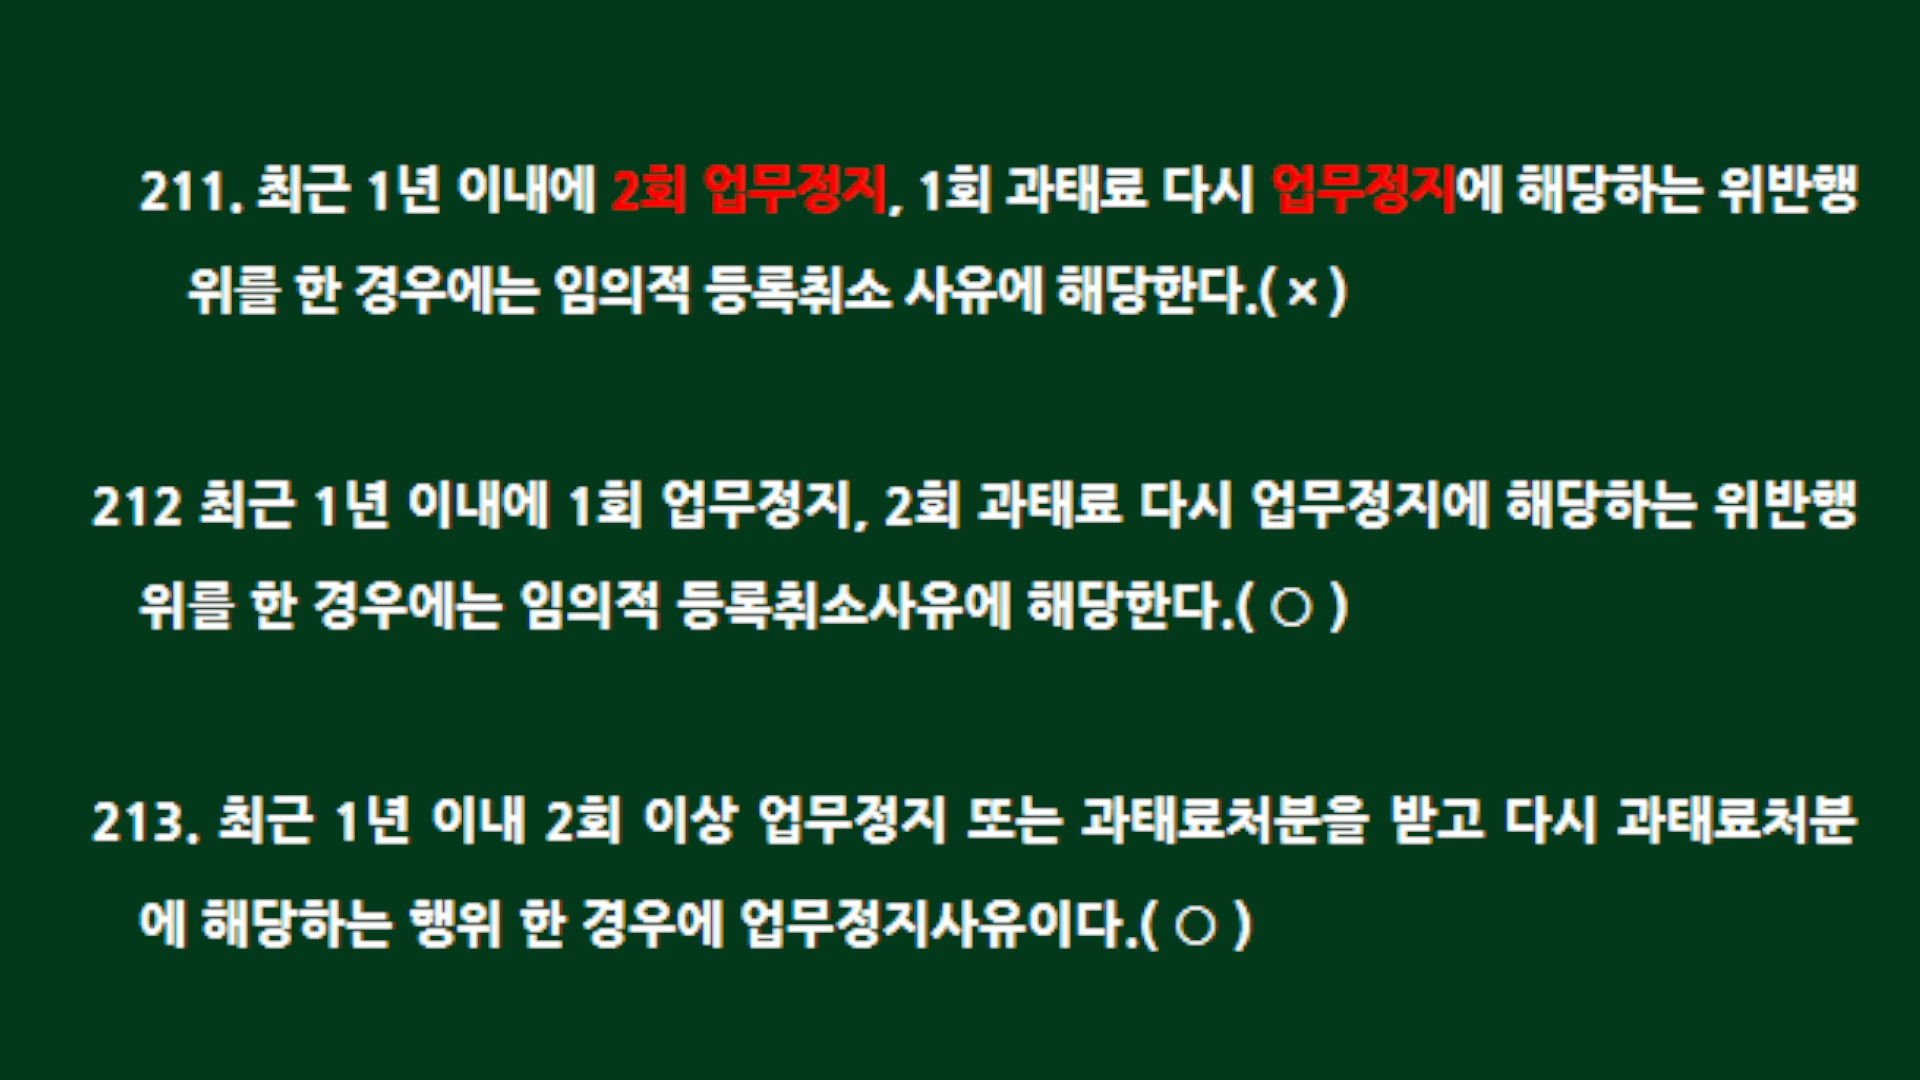 211. 최근 1년 이내에 2회 업무정지, 1회 과태료 다시 업무정지에 해당하는 위반행
위를 한 경우에는 임의적 등록취소 사유에 해당한다.(×)
212 최근 1년 이내에 1회 업무정지, 2회 과태료 다시 업무정지에 해당하는 위반행
위를 한 경우에는 임의적 등록취소사유에 해당한다.( ○ )
213. 최근 1년 이내 2회 이상 업무정지 또는 과태료처분을 받고 다시 과태료처분
에 해당하는 행위 한 경우에 업무정지사유이다.( ○ )